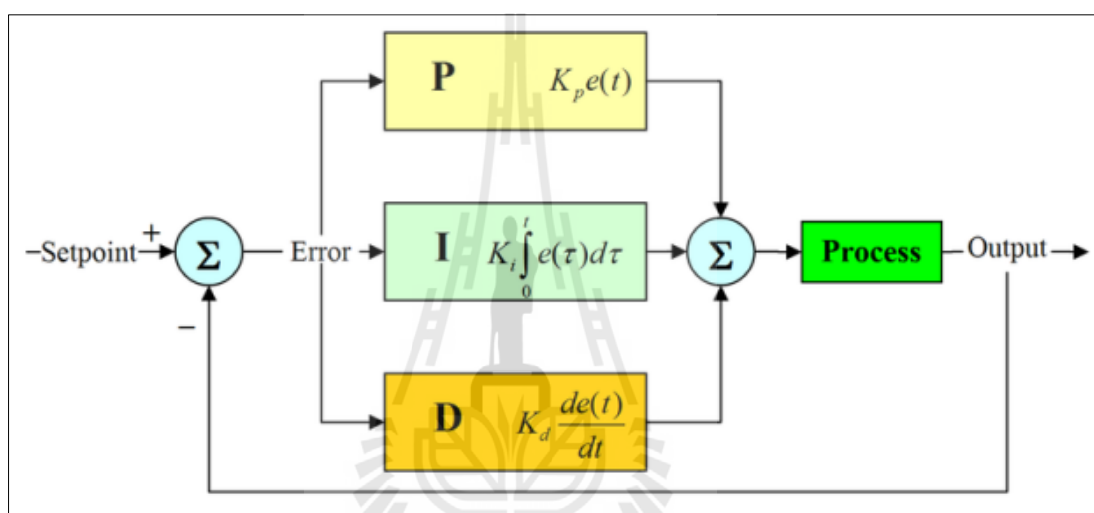 P K_p e(t)
–Setpoint + Σ Error I K_i ∫_0^t e(τ)dτ Σ Process Output
–
D K_d de(t)/dt